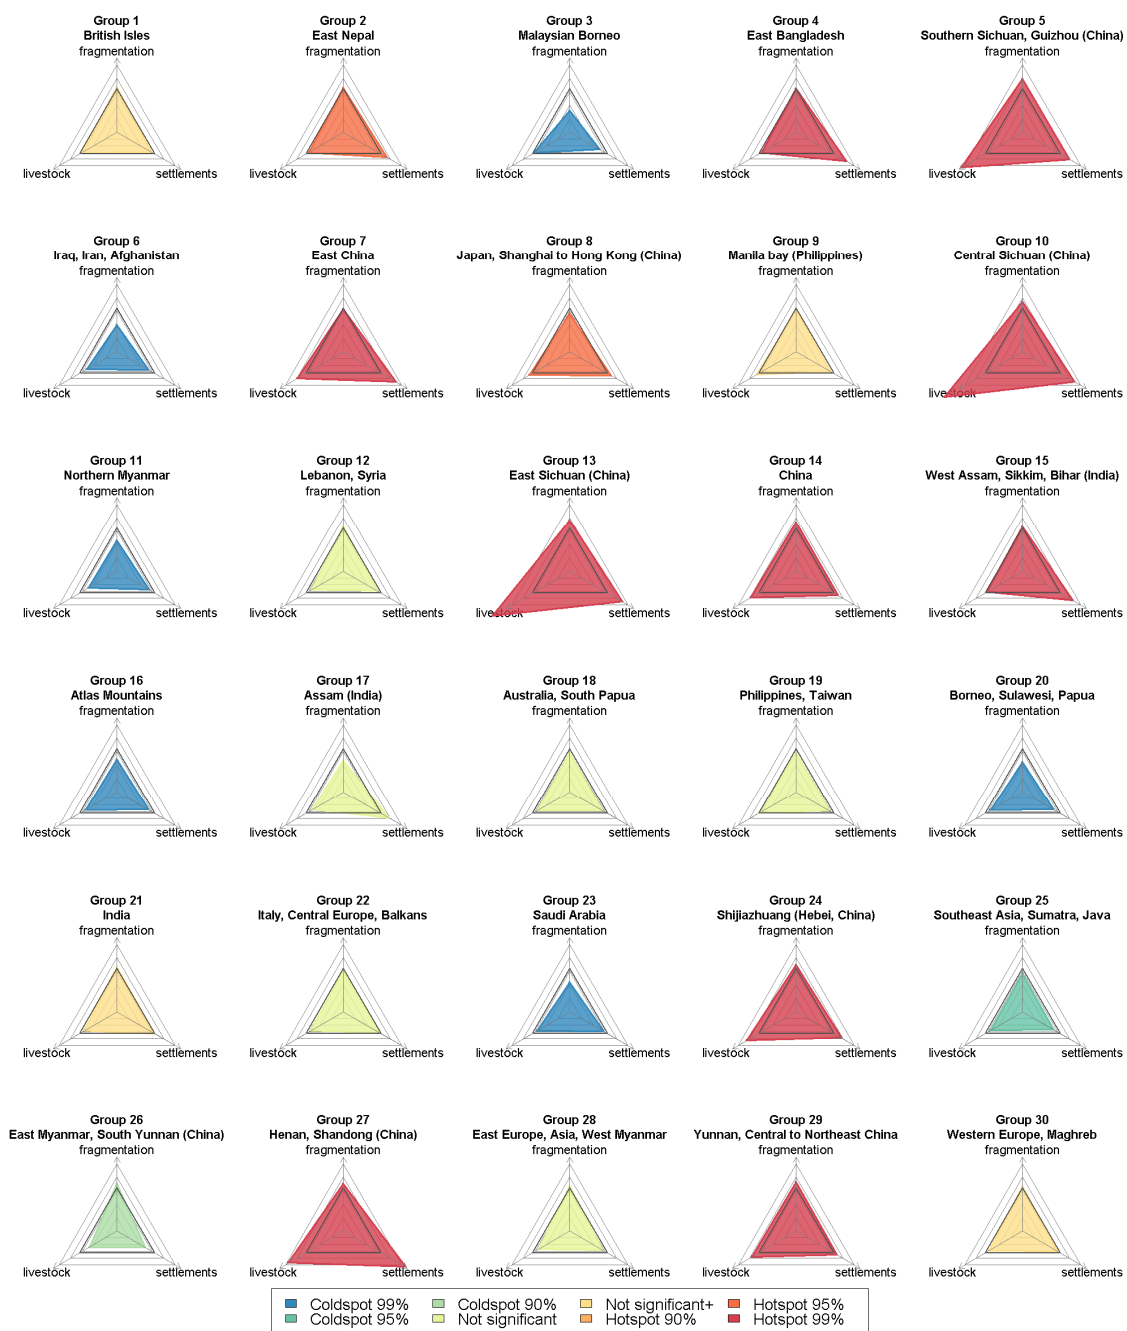 Group 1
British Isles
fragmentation
livestock
settlements
Group 2
East Nepal
fragmentation
livestock
settlements
Group 3
Malaysian Borneo
fragmentation
livestock
settlements
Group 4
East Bangladesh
fragmentation
livestock
settlements
Group 5
Southern Sichuan, Guizhou (China)
fragmentation
livestock
settlements
Group 6
Iraq, Iran, Afghanistan
fragmentation
livestock
settlements
Group 7
East China
fragmentation
livestock
settlements
Group 8
Japan, Shanghai to Hong Kong (China)
fragmentation
livestock
settlements
Group 9
Manila bay (Philippines)
fragmentation
livestock
settlements
Group 10
Central Sichuan (China)
fragmentation
livestock
settlements
Group 11
Northern Myanmar
fragmentation
livestock
settlements
Group 12
Lebanon, Syria
fragmentation
livestock
settlements
Group 13
East Sichuan (China)
fragmentation
livestock
settlements
Group 14
China
fragmentation
livestock
settlements
Group 15
West Assam, Sikkim, Bihar (India)
fragmentation
livestock
settlements
Group 16
Atlas Mountains
fragmentation
livestock
settlements
Group 17
Assam (India)
fragmentation
livestock
settlements
Group 18
Australia, South Papua
fragmentation
livestock
settlements
Group 19
Philippines, Taiwan
fragmentation
livestock
settlements
Group 20
Borneo, Sulawesi, Papua
fragmentation
livestock
settlements
Group 21
India
fragmentation
livestock
settlements
Group 22
Italy, Central Europe, Balkans
fragmentation
livestock
settlements
Group 23
Saudi Arabia
fragmentation
livestock
settlements
Group 24
Shijiazhuang (Hebei, China)
fragmentation
livestock
settlements
Group 25
Southeast Asia, Sumatra, Java
fragmentation
livestock
settlements
Group 26
East Myanmar, South Yunnan (China)
fragmentation
livestock
settlements
Group 27
Henan, Shandong (China)
fragmentation
livestock
settlements
Group 28
East Europe, Asia, West Myanmar
fragmentation
livestock
settlements
Group 29
Yunnan, Central to Northeast China
fragmentation
livestock
settlements
Group 30
Western Europe, Maghreb
fragmentation
livestock
settlements
Coldspot 99%
Coldspot 95%
Coldspot 90%
Not significant
Not significant+
Hotspot 90%
Hotspot 95%
Hotspot 99%